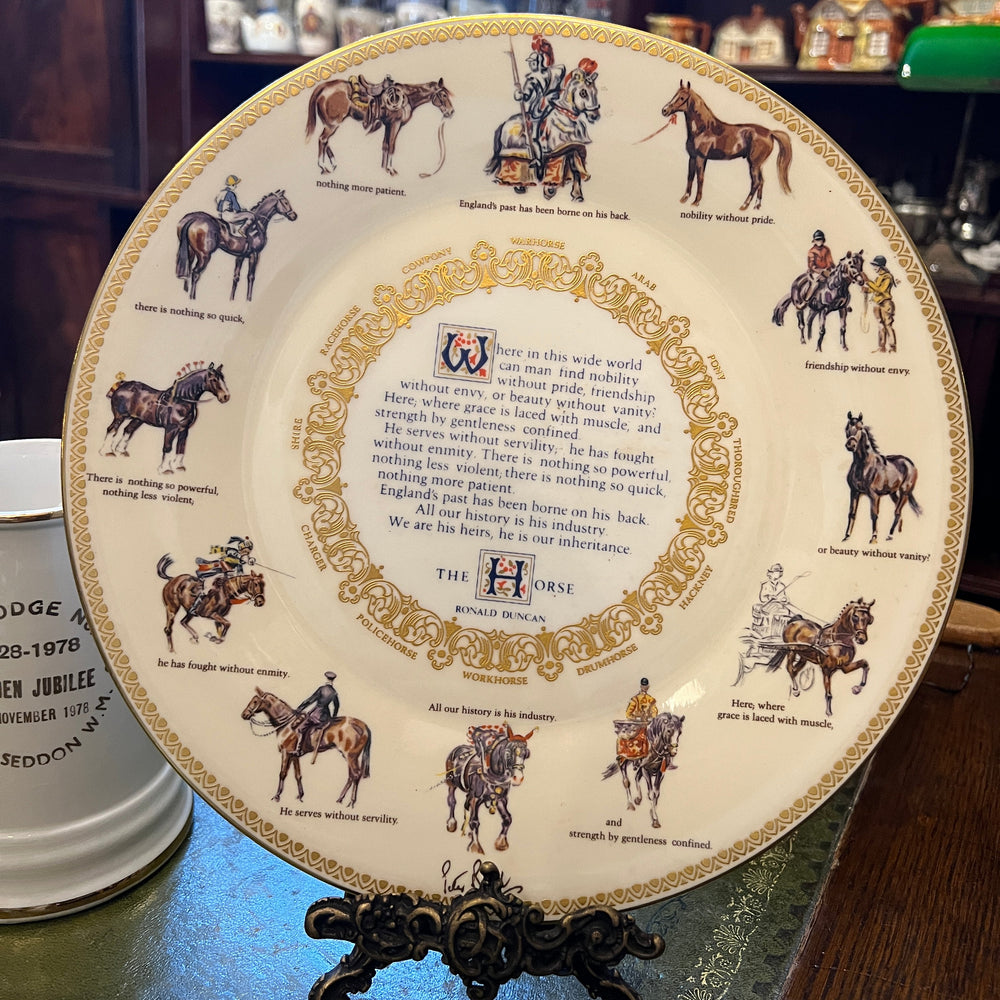 England's past has been borne on his back.
nobility without pride.
friendship without envy.
or beauty without vanity?
Here; where
grace is laced with muscle,
and
strength by gentleness confined.
All our history is his industry.
He serves without servility.
he has fought without enmity.
There is nothing so powerful,
nothing less violent,
there is nothing so quick,
nothing more patient.
WARHORSE
ARAB
PONY
THOROUGHBRED
HACKNEY
DRUMHORSE
WORKHORSE
POLICEHORSE
CHARGER
SHIRE
RACEHORSE
COWPONY
Where in this wide world
can man find nobility
without pride, friendship
without envy, or beauty without vanity?
Here; where grace is laced with muscle, and
strength by gentleness confined.
He serves without servility; he has fought
without enmity. There is nothing so powerful,
nothing less violent; there is nothing so quick,
nothing more patient.
England's past has been borne on his back.
All our history is his industry.
We are his heirs, he is our inheritance.
THE HORSE
RONALD DUNCAN
28-1978
JUBILEE
NOVEMBER 1978
SEDDON W.M.